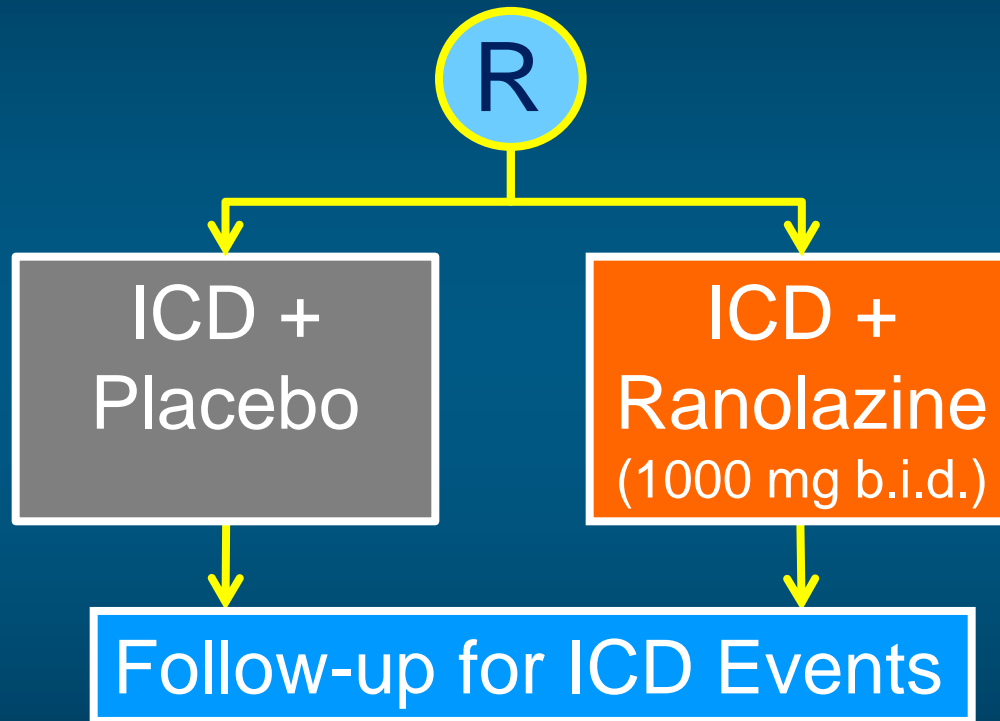 R
ICD +
Placebo
ICD +
Ranolazine
(1000 mg b.i.d.)
Follow-up for ICD Events